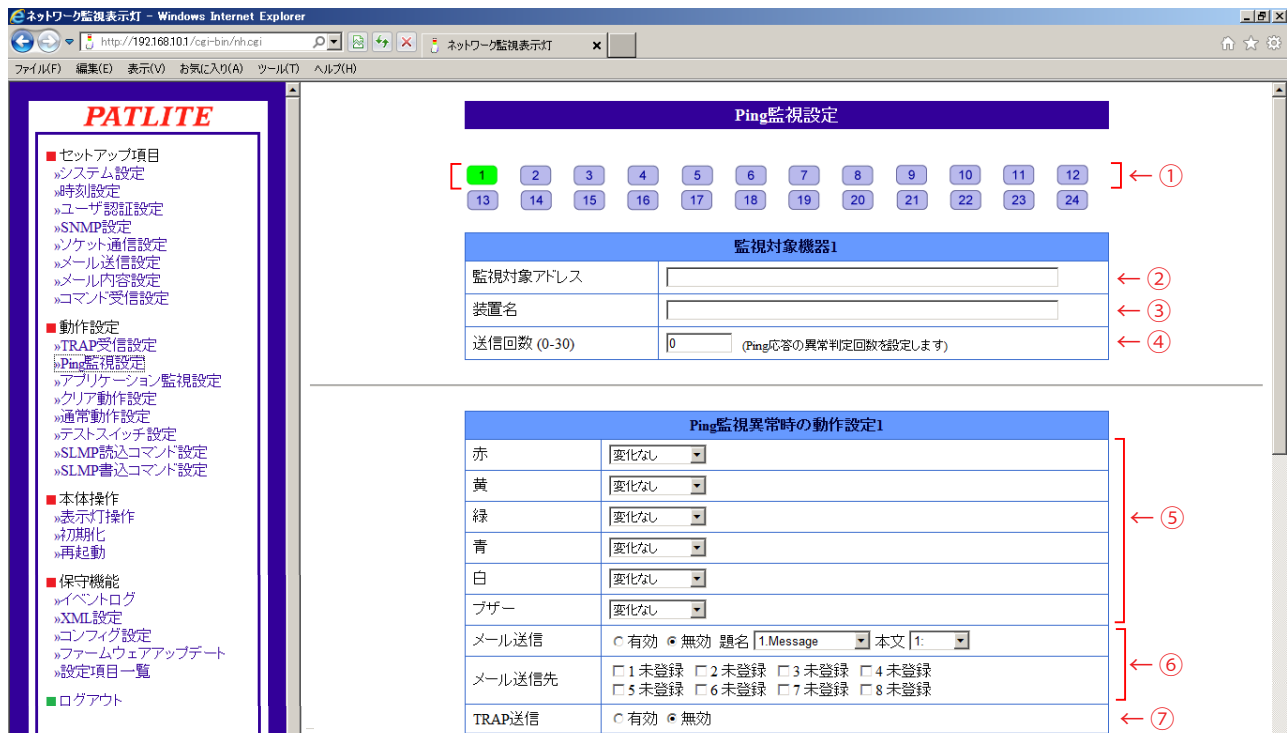 ネットワーク監視表示灯 - Windows Internet Explorer
http://192.168.10.1/cgi-bin/nh.cgi
ネットワーク監視表示灯
ファイル(F) 編集(E) 表示(V) お気に入り(A) ツール(T) ヘルプ(H)
PATLITE
■セットアップ項目
»システム設定
»時刻設定
»ユーザ認証設定
»SNMP設定
»ソケット通信設定
»メール送信設定
»メール内容設定
»コマンド受信設定
■動作設定
»TRAP受信設定
»Ping監視設定
»アプリケーション監視設定
»クリア動作設定
»通常動作設定
»テストスイッチ設定
»SLMP読込コマンド設定
»SLMP書込コマンド設定
■本体操作
»表示灯操作
»初期化
»再起動
■保守機能
»イベントログ
»XML設定
»コンフィグ設定
»ファームウェアアップデート
»設定項目一覧
■ログアウト
Ping監視設定
1 2 3 4 5 6 7 8 9 10 11 12 ←①
13 14 15 16 17 18 19 20 21 22 23 24
監視対象機器1
監視対象アドレス ←②
装置名 ←③
送信回数 (0-30) 0 (Ping応答の異常判定回数を設定します) ←④
Ping監視異常時の動作設定1
赤 変化なし
黄 変化なし
緑 変化なし ←⑤
青 変化なし
白 変化なし
ブザー 変化なし
メール送信 有効 無効 題名 1.Message 本文 1:
メール送信先 1 未登録 2 未登録 3 未登録 4 未登録 ←⑥
5 未登録 6 未登録 7 未登録 8 未登録
TRAP送信 有効 無効 ←⑦